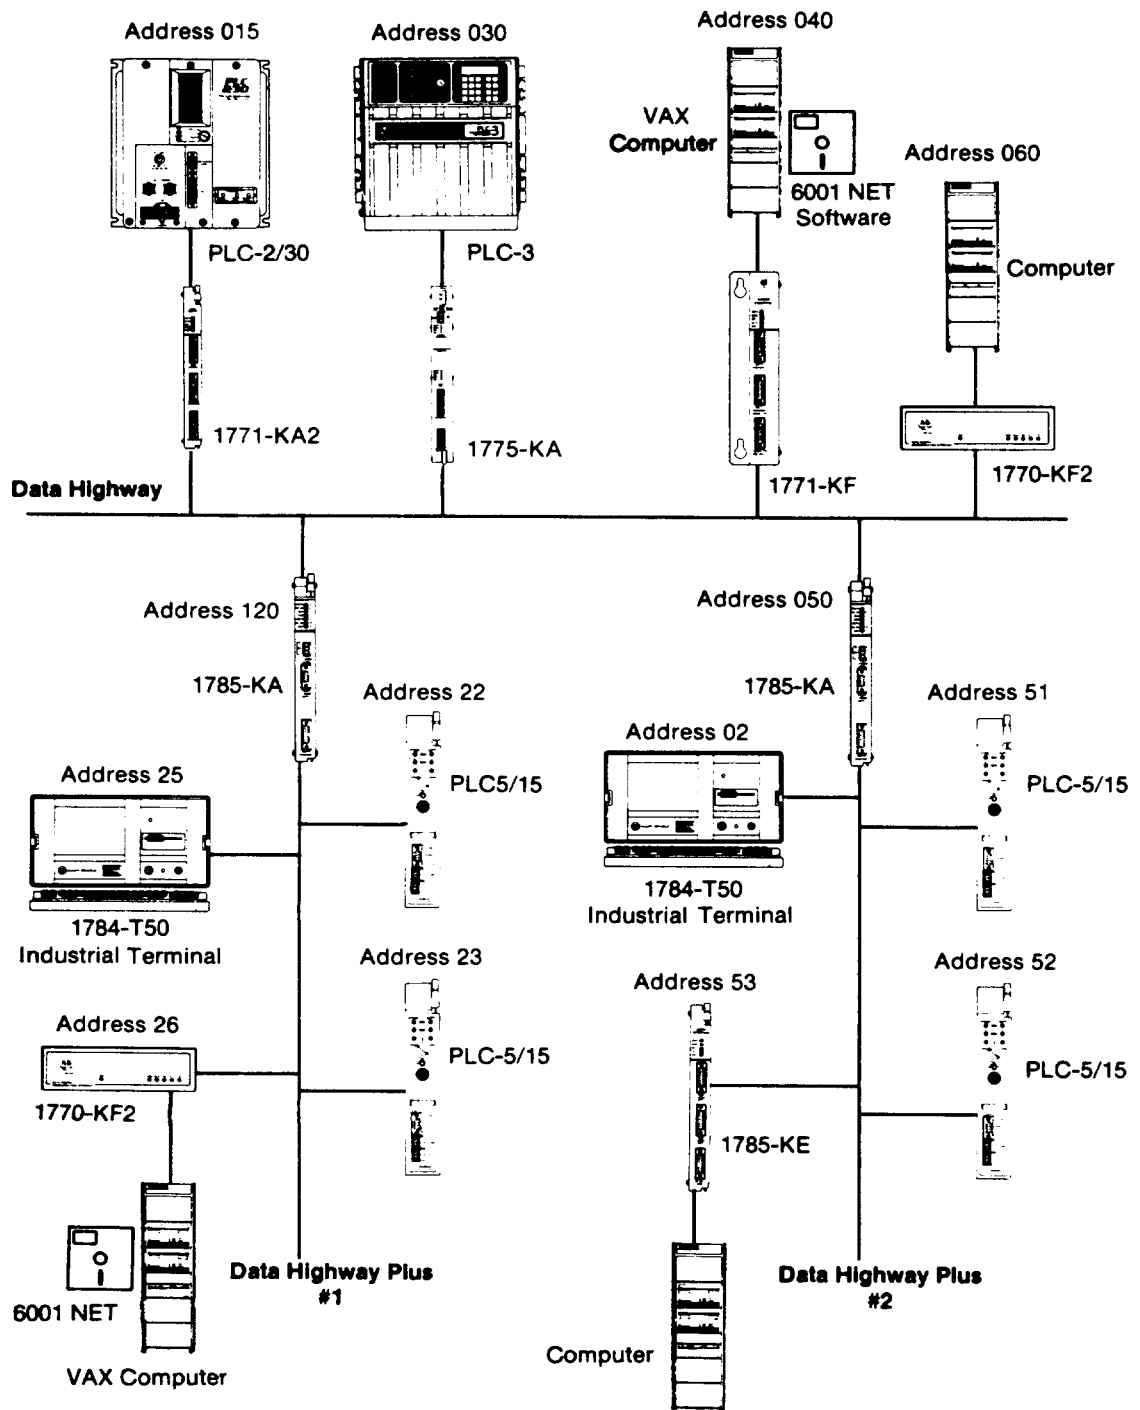 Address 015
Address 030
Address 040
VAX
Computer
6001 NET
Software
Address 060
Computer
PLC-2/30
PLC-3
1771-KA2
1775-KA
1771-KF
1770-KF2
Data Highway
Address 120
1785-KA
Address 050
1785-KA
Address 22
PLC5/15
Address 25
1784-T50
Industrial Terminal
Address 02
1784-T50
Industrial Terminal
Address 51
PLC-5/15
Address 23
PLC-5/15
Address 26
1770-KF2
6001 NET
VAX Computer
Data Highway Plus
#1
Address 53
1785-KE
Computer
Address 52
PLC-5/15
Data Highway Plus
#2